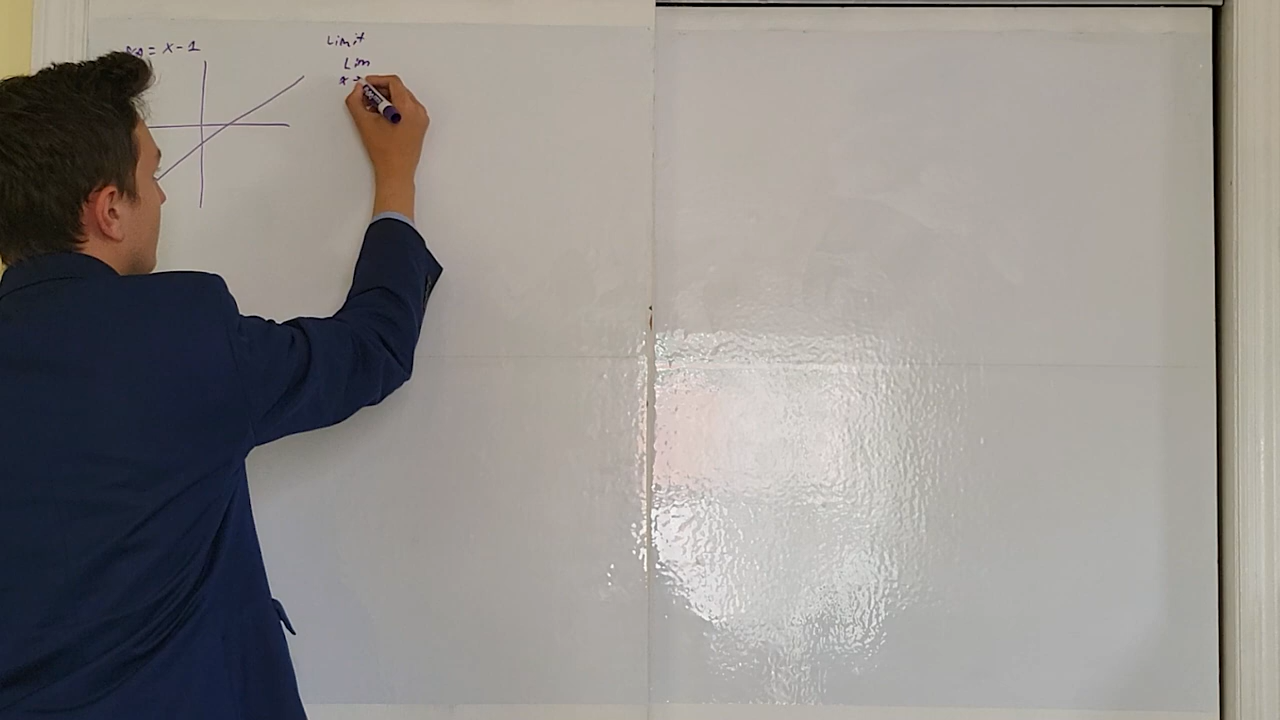 = x - 1
Limit
Lim
x →